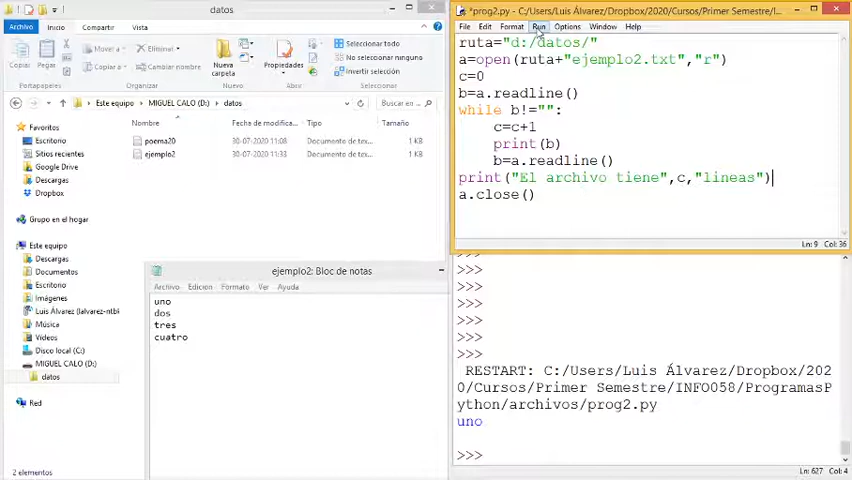 datos
Archivo Inicio Compartir Vista
Copiar Pegar
Mover a
Eliminar
Copiar a
Cambiar nombre
Nueva carpeta
Propiedades
Seleccionar todo
No seleccionar ninguno
Invertir selección
Este equipo MIGUEL CALO (D:) datos
Buscar en ...
Nombre Fecha de modifica... Tipo Tamaño
poema20 30-07-2020 11:08 Documento de tex... 1 KB
ejemplo2 30-07-2020 11:33 Documento de tex... 1 KB
Favoritos
Escritorio
Sitios recientes
Google Drive
Descargas
Dropbox
Grupo en el hogar
Este equipo
Descargas
Documentos
Escritorio
Imágenes
Luis Álvarez (lalvarez-ntbk
Música
Vídeos
Disco local (C:)
MIGUEL CALO (D:)
datos
Red
2 elementos
ejemplo2: Bloc de notas
Archivo Edición Formato Ver Ayuda
uno
dos
tres
cuatro
*prog2.py - C:/Users/Luis Álvarez/Dropbox/2020/Cursos/Primer Semestre/I...
File Edit Format Run Options Window Help
ruta="d:/datos/"
a=open(ruta+"ejemplo2.txt","r")
c=0
b=a.readline()
while b!="":
c=c+1
print(b)
b=a.readline()
print("El archivo tiene",c,"lineas")
a.close()
Ln: 9 Col: 36
>>>
>>>
>>>
>>>
>>>
>>>
RESTART: C:/Users/Luis Álvarez/Dropbox/202
0/Cursos/Primer Semestre/INFO058/ProgramasP
ython/archivos/prog2.py
uno
>>>
Ln: 627 Col: 4